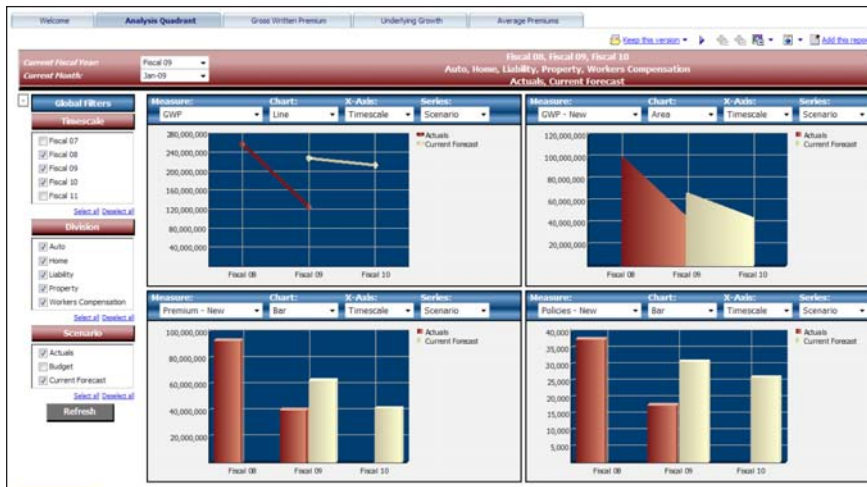 Welcome
Analysis Quadrant
Gross Written Premium
Underlying Growth
Average Premiums
Keep this version
Add this repor
Current Fiscal Year:
Fiscal 09
Current Month:
Jan-09
Fiscal 08, Fiscal 09, Fiscal 10
Auto, Home, Liability, Property, Workers Compensation
Actuals, Current Forecast
Global Filters
Timescale
Fiscal 07
Fiscal 08
Fiscal 09
Fiscal 10
Fiscal 11
Select all Deselect all
Division
Auto
Home
Liability
Property
Workers Compensation
Select all Deselect all
Scenario
Actuals
Budget
Current Forecast
Select all Deselect all
Refresh
Measure: Chart: X-Axis: Series:
GWP Line Timescale Scenario
280,000,000
240,000,000
200,000,000
160,000,000
120,000,000
80,000,000
40,000,000
Fiscal 08 Fiscal 09 Fiscal 10
Actuals
Current Forecast
Measure: Chart: X-Axis: Series:
GWP - New Area Timescale Scenario
120,000,000
100,000,000
80,000,000
60,000,000
40,000,000
20,000,000
Fiscal 08 Fiscal 09 Fiscal 10
Actuals
Current Forecast
Measure: Chart: X-Axis: Series:
Premium - New Bar Timescale Scenario
100,000,000
80,000,000
60,000,000
40,000,000
20,000,000
Fiscal 08 Fiscal 09 Fiscal 10
Actuals
Current Forecast
Measure: Chart: X-Axis: Series:
Policies - New Bar Timescale Scenario
40,000
35,000
30,000
25,000
20,000
15,000
10,000
5,000
Fiscal 08 Fiscal 09 Fiscal 10
Actuals
Current Forecast